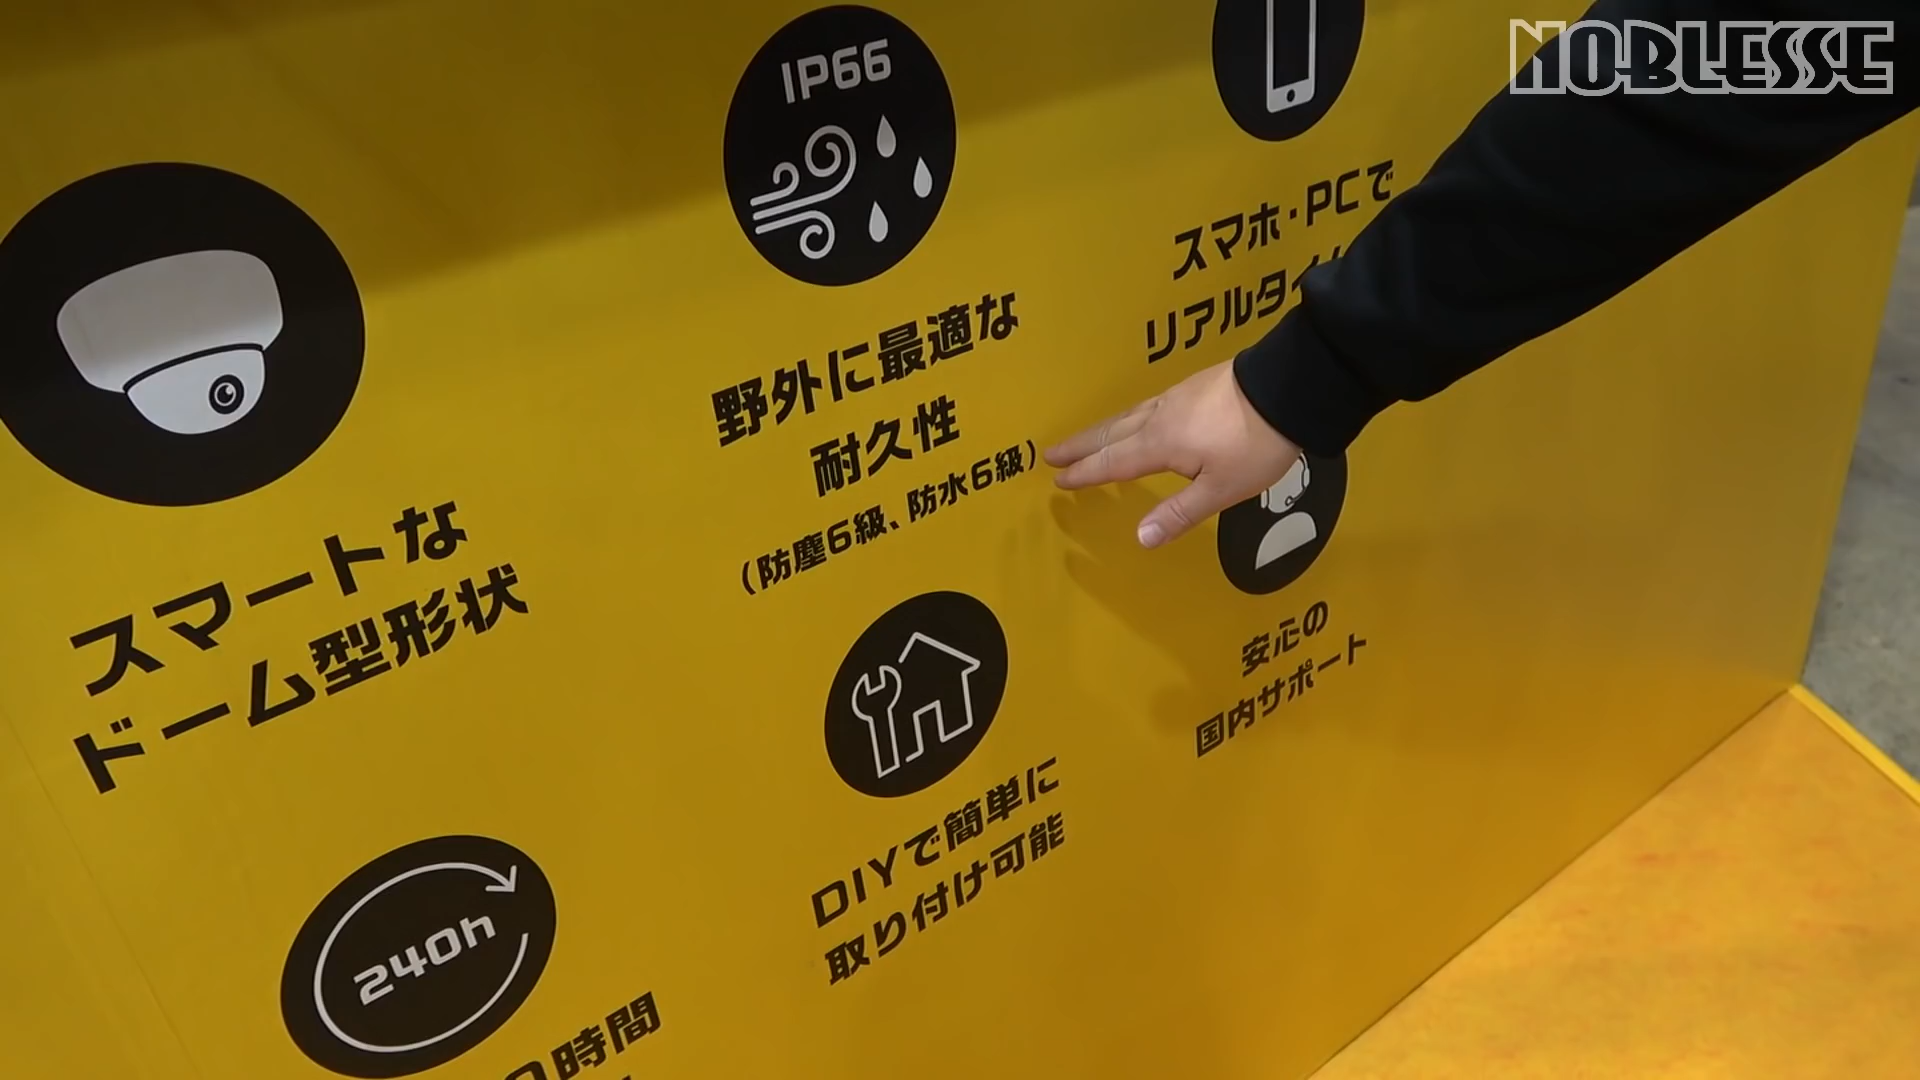 NOBLESSE
IP66
スマホ・PCで
リアルタイ
野外に最適な
耐久性
（防塵6級、防水6級）
スマートな
ドーム型形状
安心の
国内サポート
DIYで簡単に
取り付け可能
240h
時間